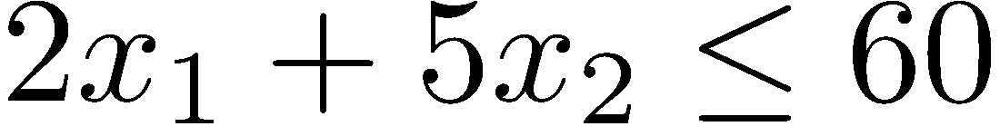 2x₁ + 5x₂ ≤ 60